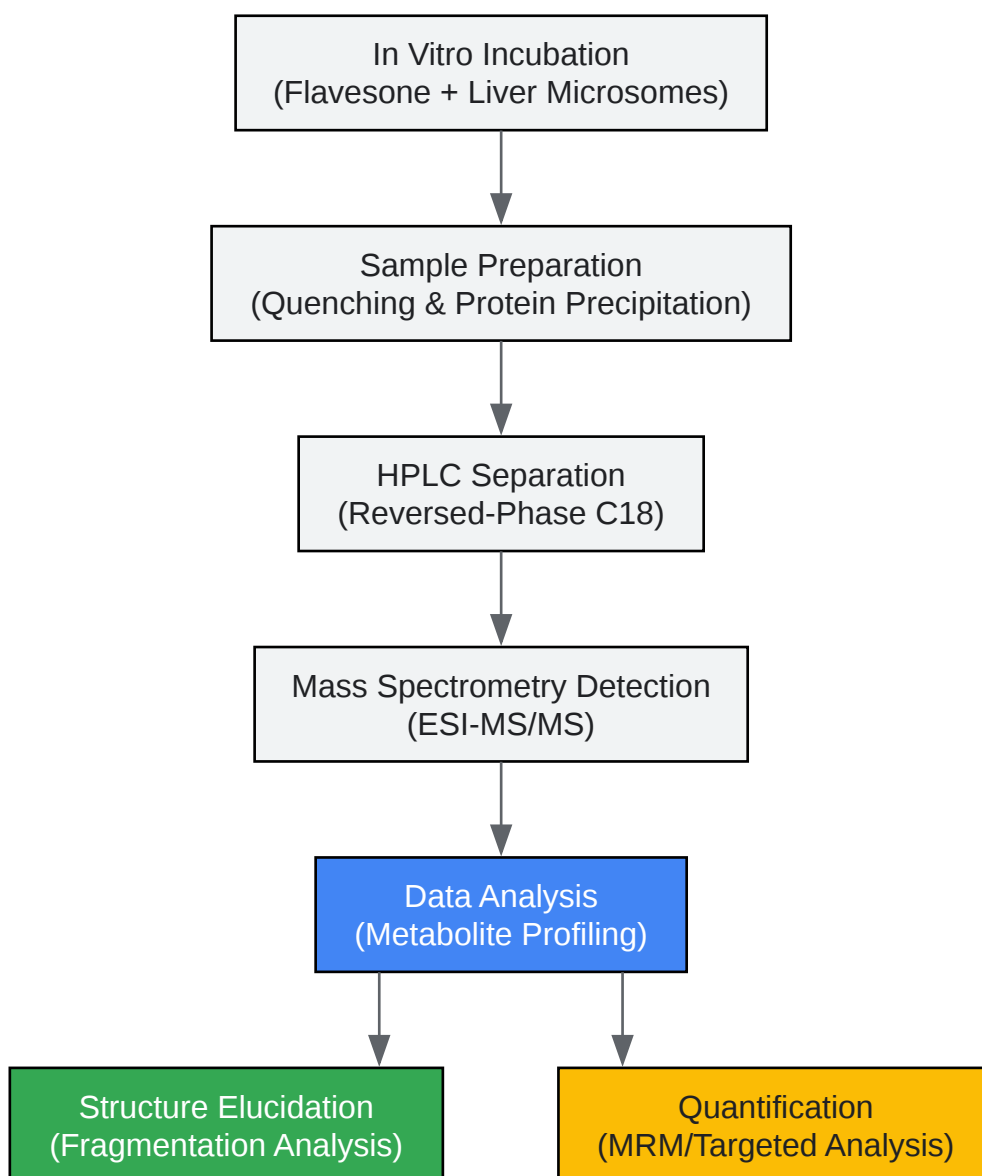 In Vitro Incubation
(Flavesone + Liver Microsomes)
Sample Preparation
(Quenching & Protein Precipitation)
HPLC Separation
(Reversed-Phase C18)
Mass Spectrometry Detection
(ESI-MS/MS)
Data Analysis
(Metabolite Profiling)
Structure Elucidation
(Fragmentation Analysis)
Quantification
(MRM/Targeted Analysis)